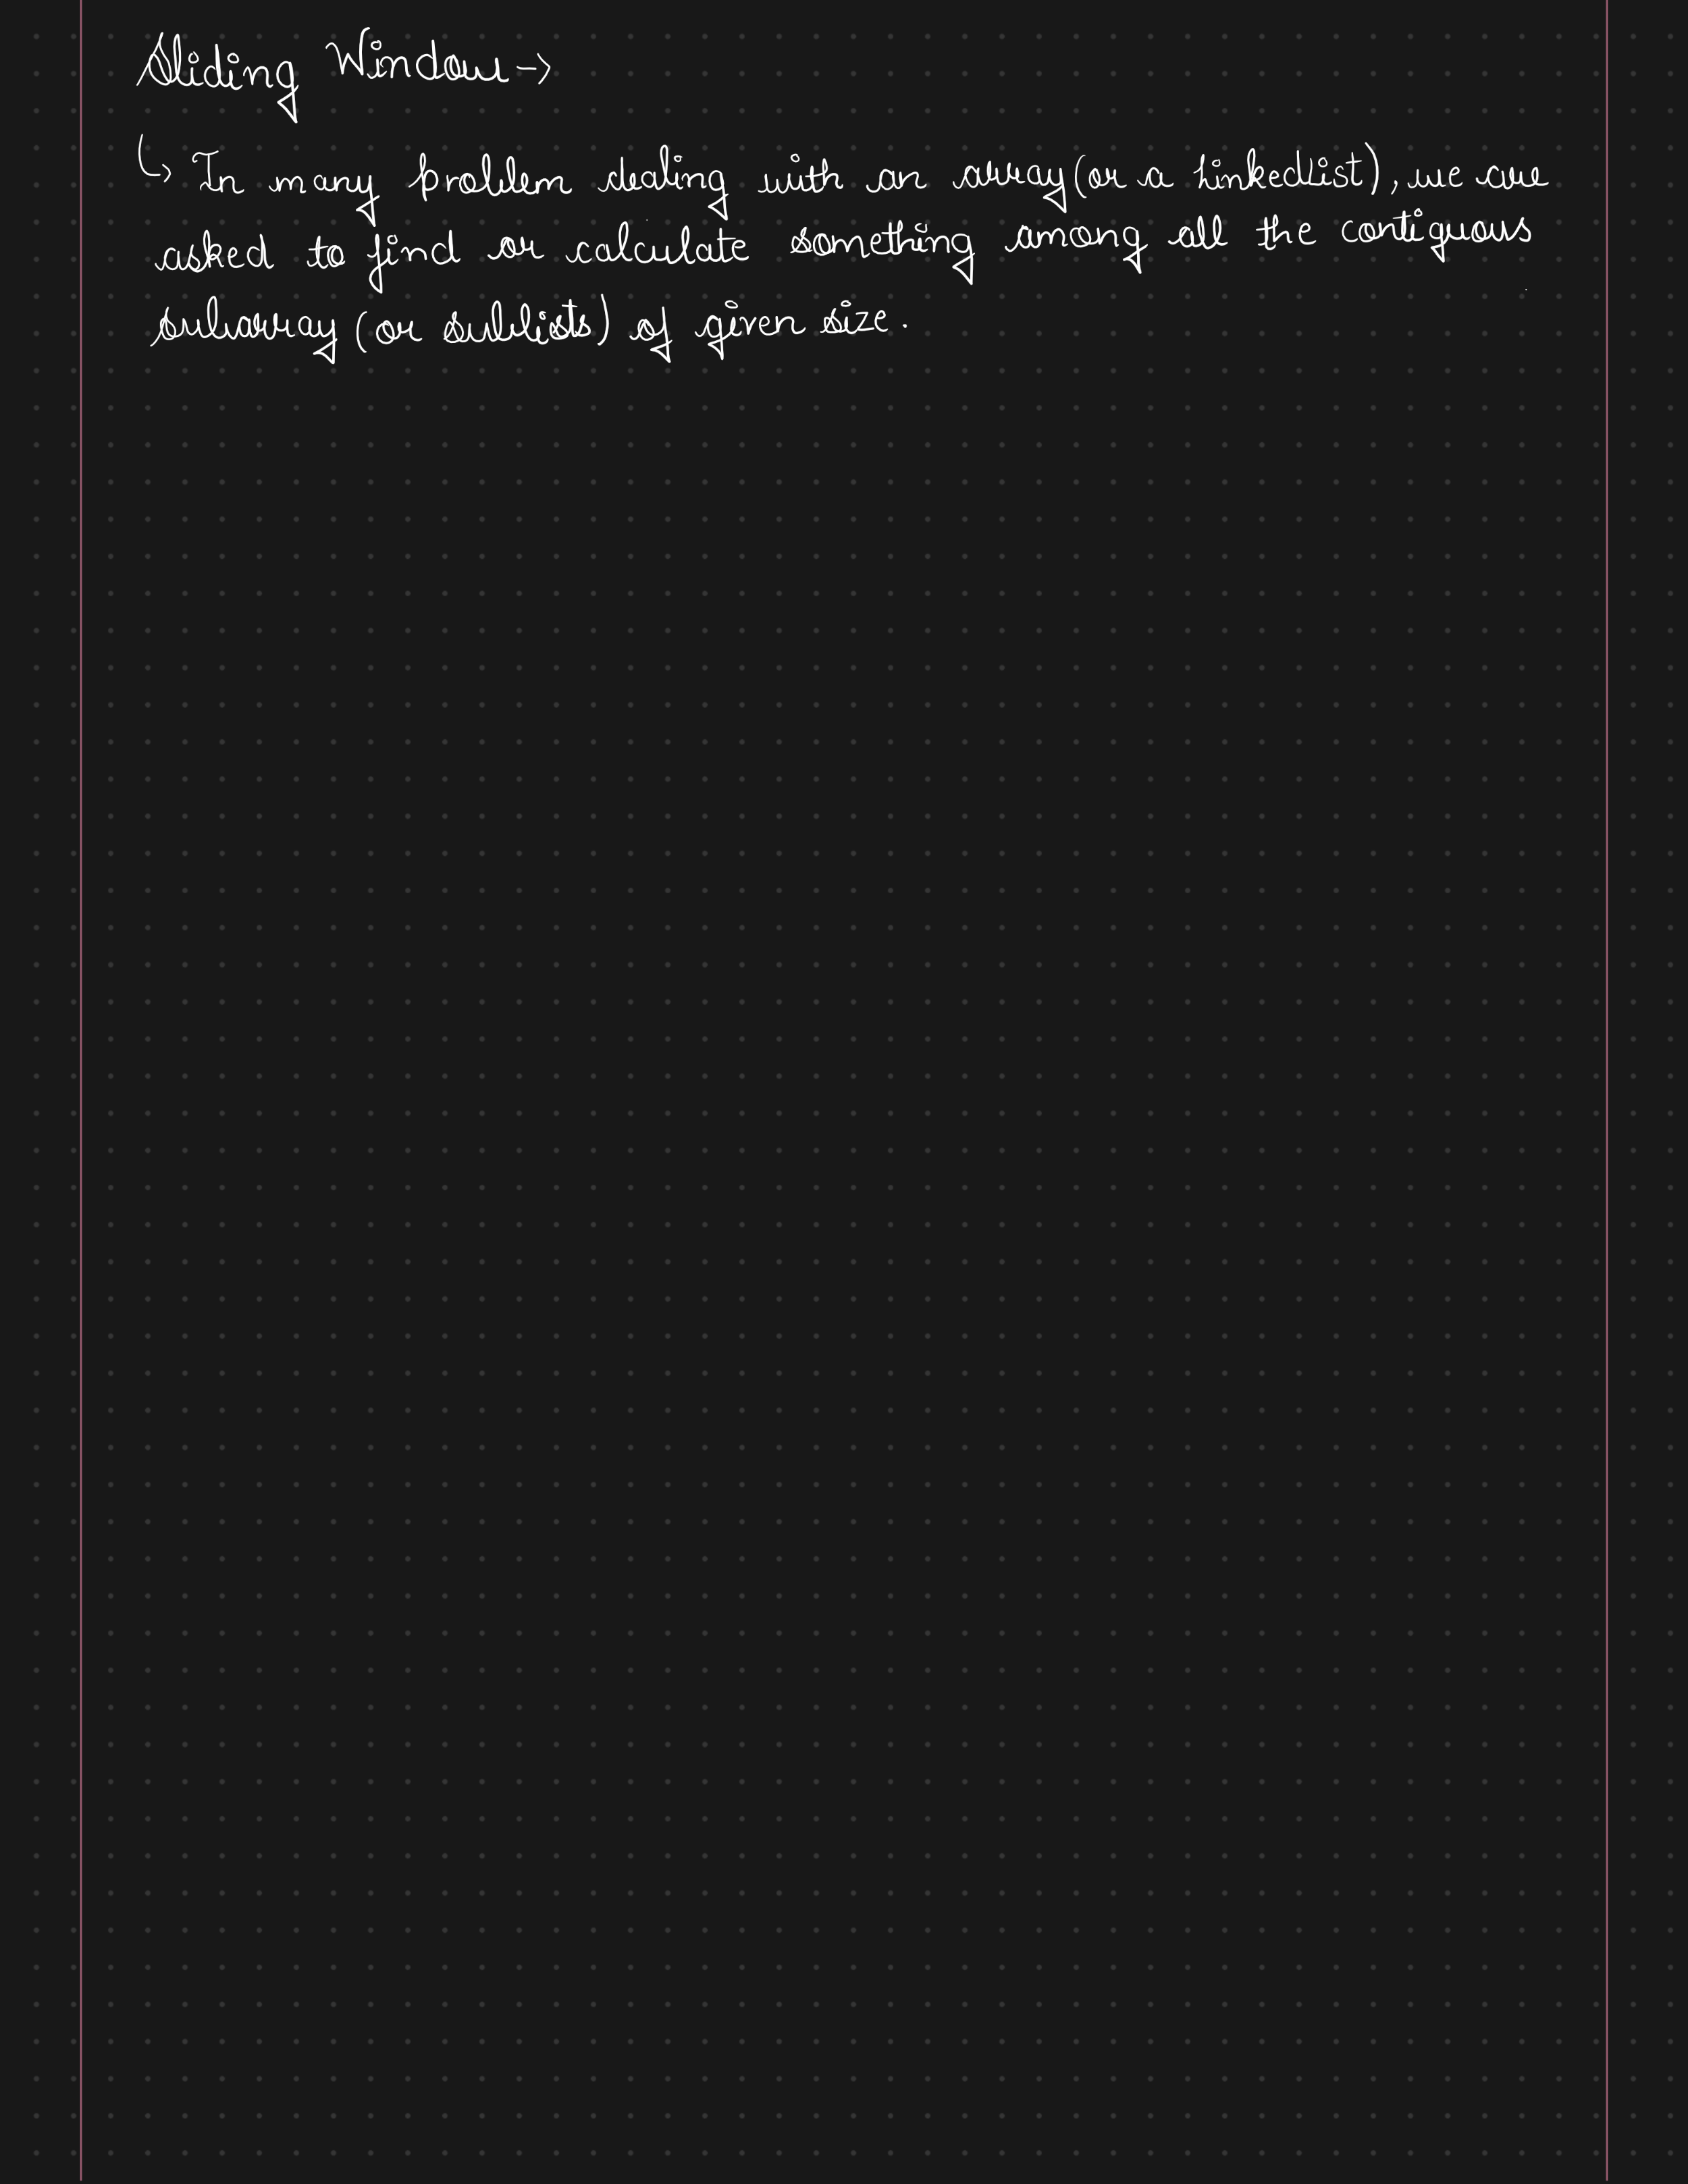 Sliding Window →
↳ In many problem dealing with an array (or a LinkedList), we are
asked to find or calculate something among all the contiguous
subarray (or sublists) of given size.